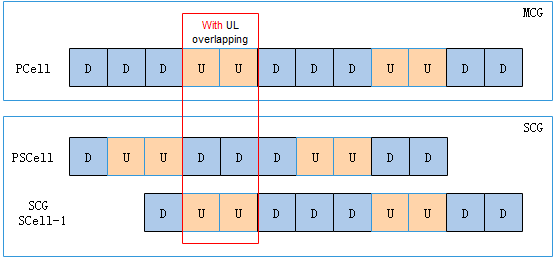 MCG
With UL
overlapping
PCell D D D U U D D D U U D D
SCG
PSCell D U U D D D U U D D
SCG
SCell-1 D U U D D D U U D D